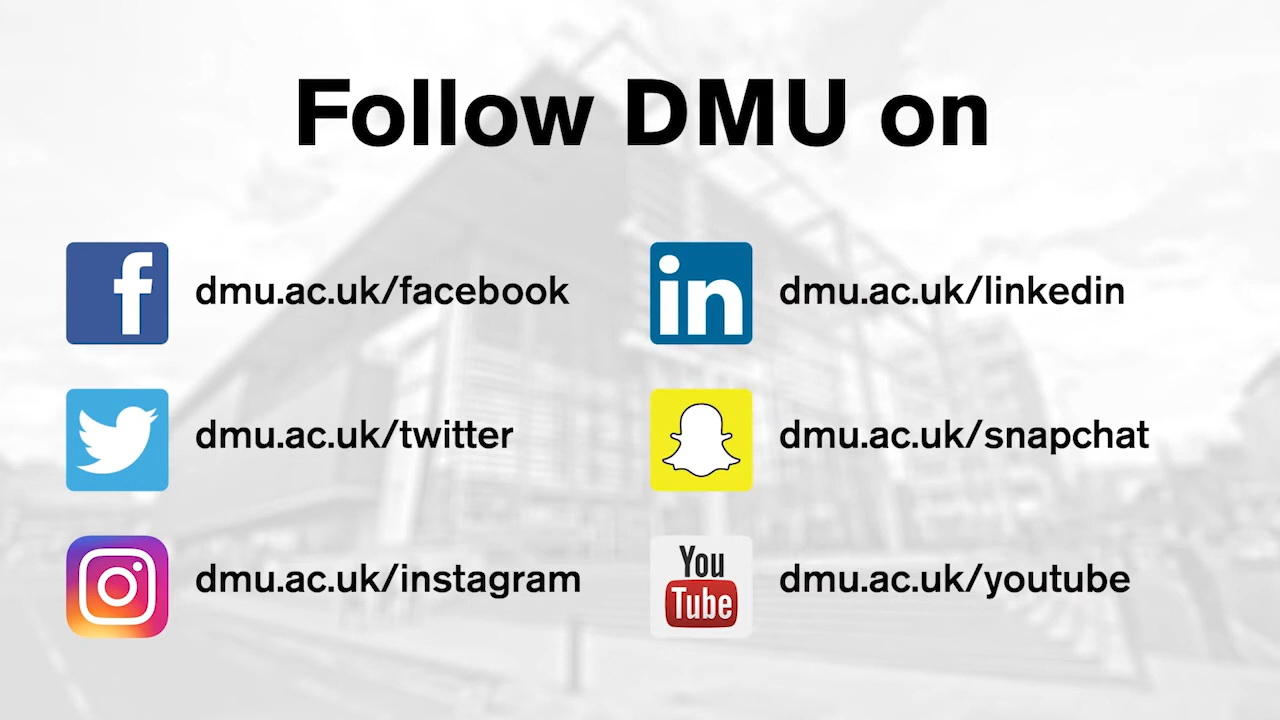 Follow DMU on
dmu.ac.uk/facebook
dmu.ac.uk/twitter
dmu.ac.uk/instagram
in
dmu.ac.uk/linkedin
dmu.ac.uk/snapchat
You
Tube
dmu.ac.uk/youtube